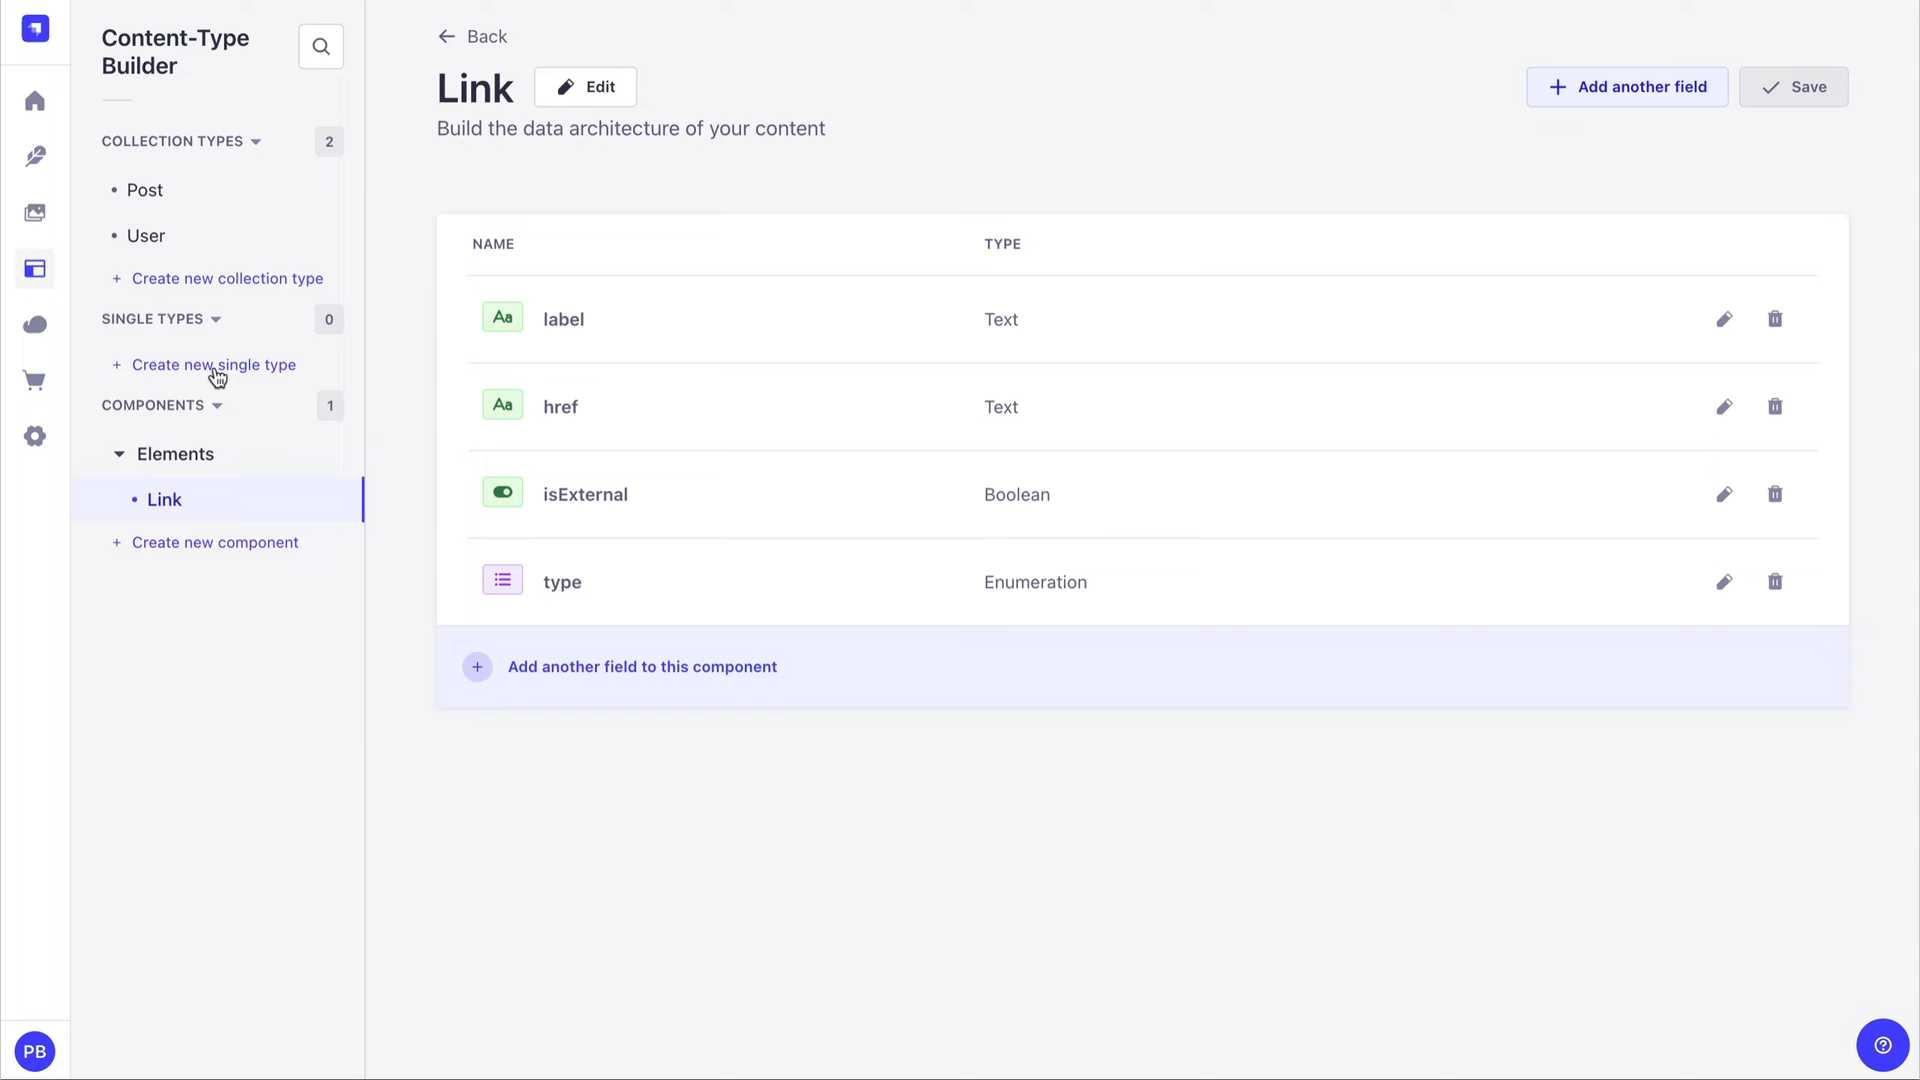 Content-Type
Builder
COLLECTION TYPES 2
• Post
• User
+ Create new collection type
SINGLE TYPES 0
+ Create new single type
COMPONENTS 1
Elements
• Link
+ Create new component
PB
← Back
Link
Edit
Build the data architecture of your content
+ Add another field
Save
NAME TYPE
Aa label Text
Aa href Text
isExternal Boolean
type Enumeration
+ Add another field to this component